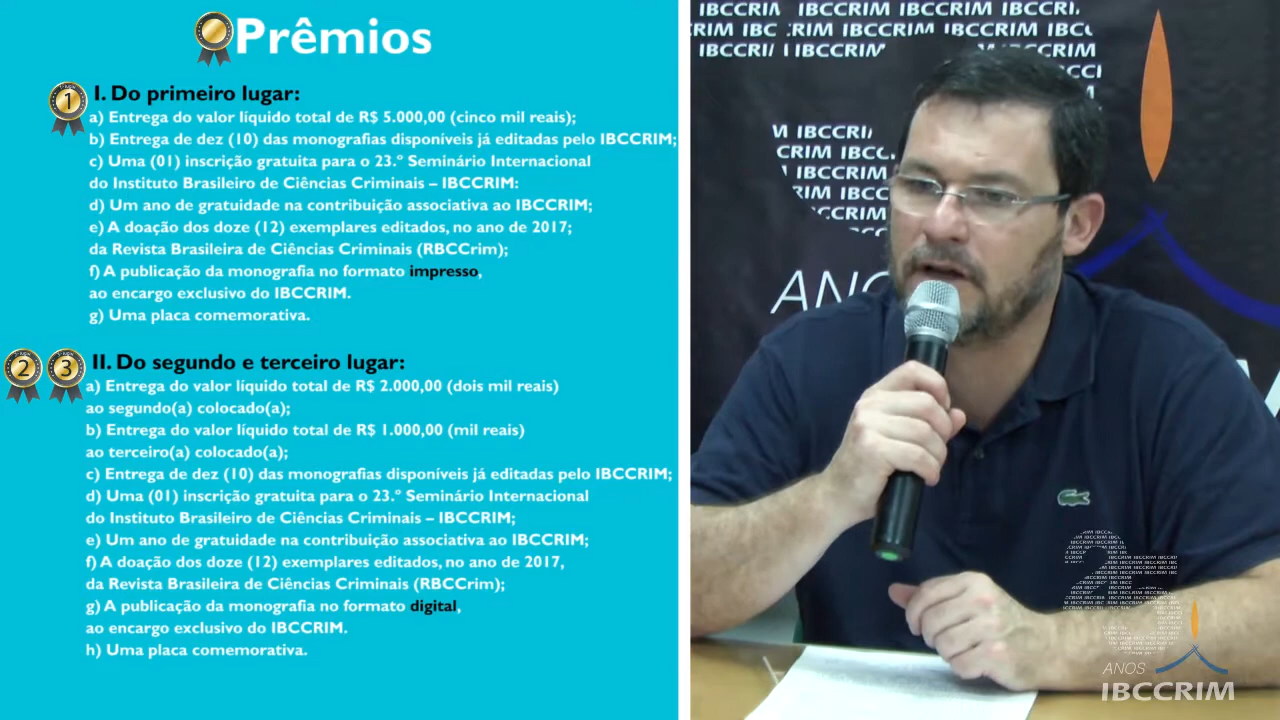 Prêmios
1
I. Do primeiro lugar:
a) Entrega do valor líquido total de R$ 5.000,00 (cinco mil reais);
b) Entrega de dez (10) das monografias disponíveis já editadas pelo IBCCRIM;
c) Uma (01) inscrição gratuita para o 23.º Seminário Internacional
do Instituto Brasileiro de Ciências Criminais – IBCCRIM:
d) Um ano de gratuidade na contribuição associativa ao IBCCRIM;
e) A doação dos doze (12) exemplares editados, no ano de 2017;
da Revista Brasileira de Ciências Criminais (RBCCrim);
f) A publicação da monografia no formato impresso,
ao encargo exclusivo do IBCCRIM.
g) Uma placa comemorativa.
2 3
II. Do segundo e terceiro lugar:
a) Entrega do valor líquido total de R$ 2.000,00 (dois mil reais)
ao segundo(a) colocado(a);
b) Entrega do valor líquido total de R$ 1.000,00 (mil reais)
ao terceiro(a) colocado(a);
c) Entrega de dez (10) das monografias disponíveis já editadas pelo IBCCRIM;
d) Uma (01) inscrição gratuita para o 23.º Seminário Internacional
do Instituto Brasileiro de Ciências Criminais – IBCCRIM;
e) Um ano de gratuidade na contribuição associativa ao IBCCRIM;
f) A doação dos doze (12) exemplares editados, no ano de 2017,
da Revista Brasileira de Ciências Criminais (RBCCrim);
g) A publicação da monografia no formato digital,
ao encargo exclusivo do IBCCRIM.
h) Uma placa comemorativa.
IBCCRIM IBCCRIM IBCCRIM IBCCRI
IBCCRIM IBCCRIM
IBCCRIM
IBCCRIM
ANOS
IBCCRIM